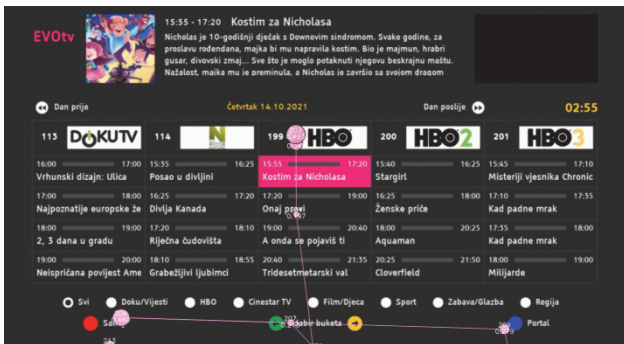 EVOtv
15:55 - 17:20 Kostim za Nicholasa
Nicholas je 10-godišnji dječak s Downovim sindromom. Svake godine, za
proslavu rođendana, majka bi mu napravila kostim. Bio je majmun, hrabri
gusar, divovski zmaj... Sve što je moglo potaknuti njegovu beskrajnu maštu.
Nažalost, majka mu je preminula, a Nicholas je završio sa svojom dragom
Dan prije Četvrtak 14.10.2021 Dan poslije 02:55
113 DOKUTV 114 N 199 HBO 200 HBO2 201 HBO3
16:00 17:00 15:35 16:25 15:55 17:20 15:40 16:25 15:45 17:10
Vrhunski dizajn: Ulica Posao u divljini Kostim za Nicholasa Stargirl Misteriji vjesnika Chronic
17:00 18:00 16:25 17:20 17:20 19:00 16:25 18:00 17:10 17:35
Najpoznatije europske že Divlja Kanada Onaj pravi Ženske priče Kad padne mrak
18:00 19:00 17:20 18:10 19:00 20:40 18:00 20:25 17:35 18:00
2, 3 dana u gradu Riječna čudovišta A onda se pojaviš ti Aquaman Kad padne mrak
19:00 20:00 18:10 18:55 20:40 21:35 20:25 21:50 18:00 19:00
Neispričana povijest Ame Grabežljivi ljubimci Tridesetmetarski val Cloverfield Milijarde
Svi Doku/Vijesti HBO Cinestar TV Film/Djeca Sport Zabava/Glazba Regija
buketa Portal